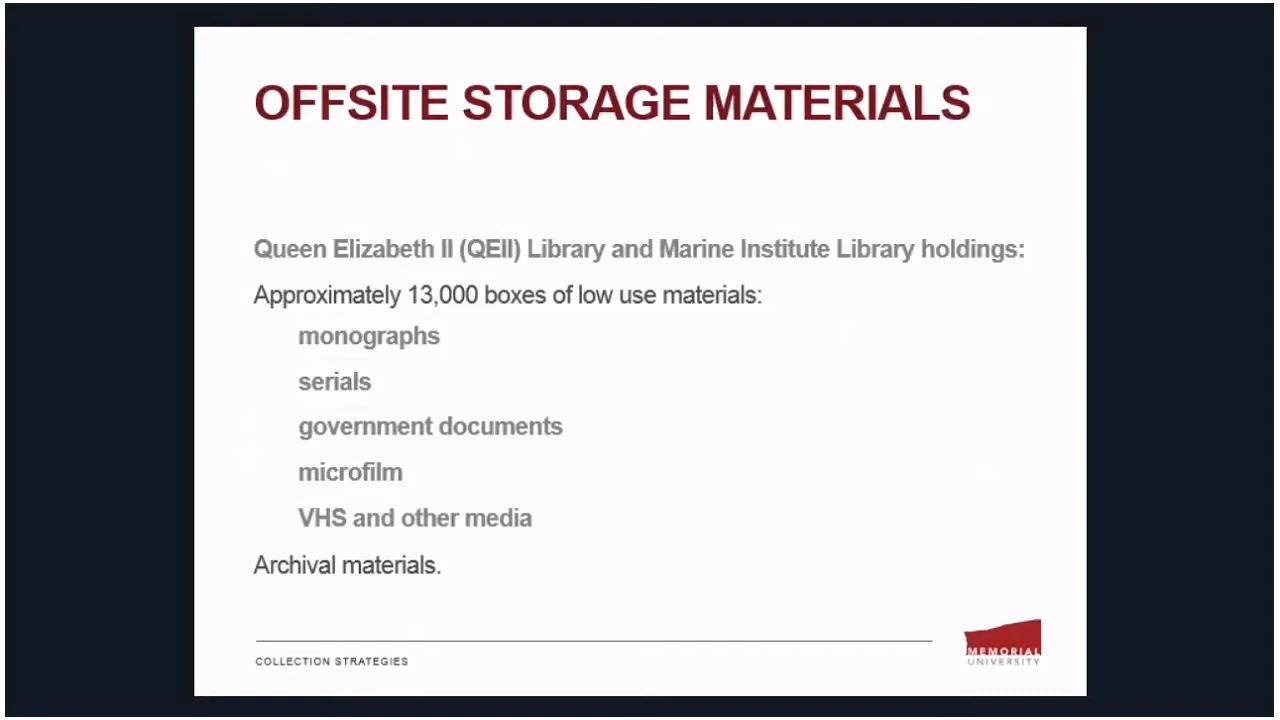 OFFSITE STORAGE MATERIALS
Queen Elizabeth II (QEII) Library and Marine Institute Library holdings:
Approximately 13,000 boxes of low use materials:
monographs
serials
government documents
microfilm
VHS and other media
Archival materials.
COLLECTION STRATEGIES
MEMORIAL
UNIVERSITY